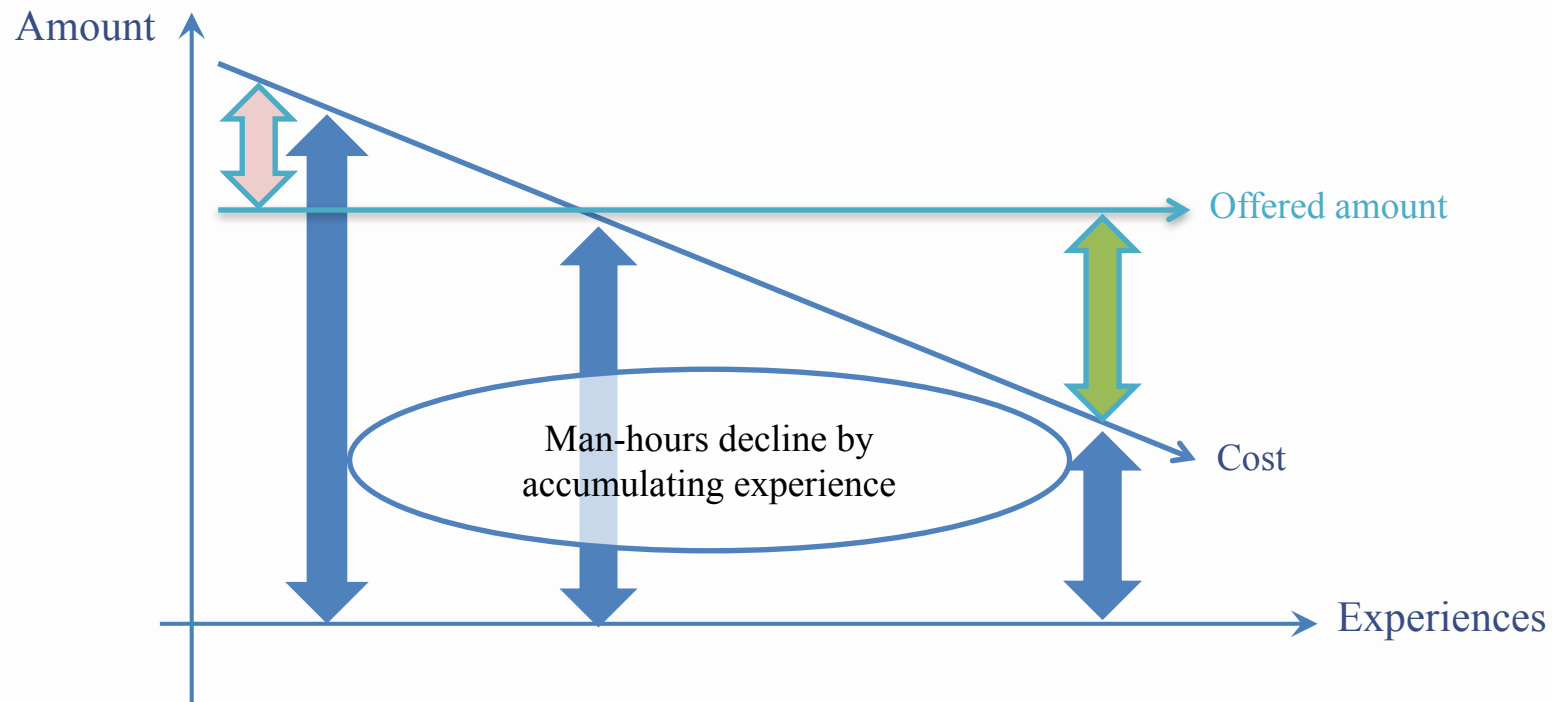 Amount
Offered amount
Man-hours decline by
accumulating experience
Cost
Experiences